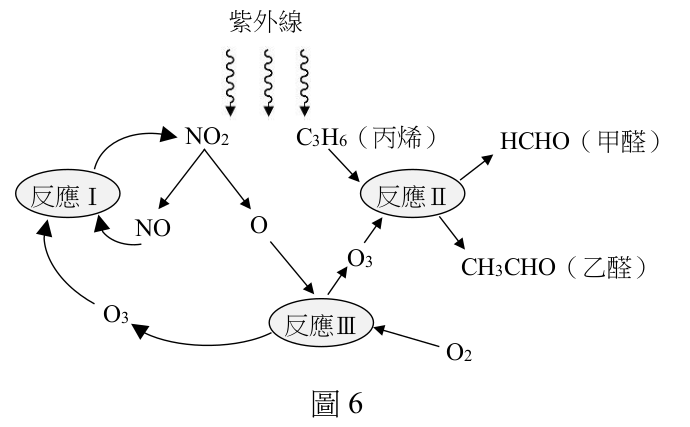 紫外線
NO₂
C₃H₆（丙烯）
HCHO（甲醛）
反應Ⅰ
反應Ⅱ
NO
O
O₃
CH₃CHO（乙醛）
O₃
反應Ⅲ
O₂
圖 6